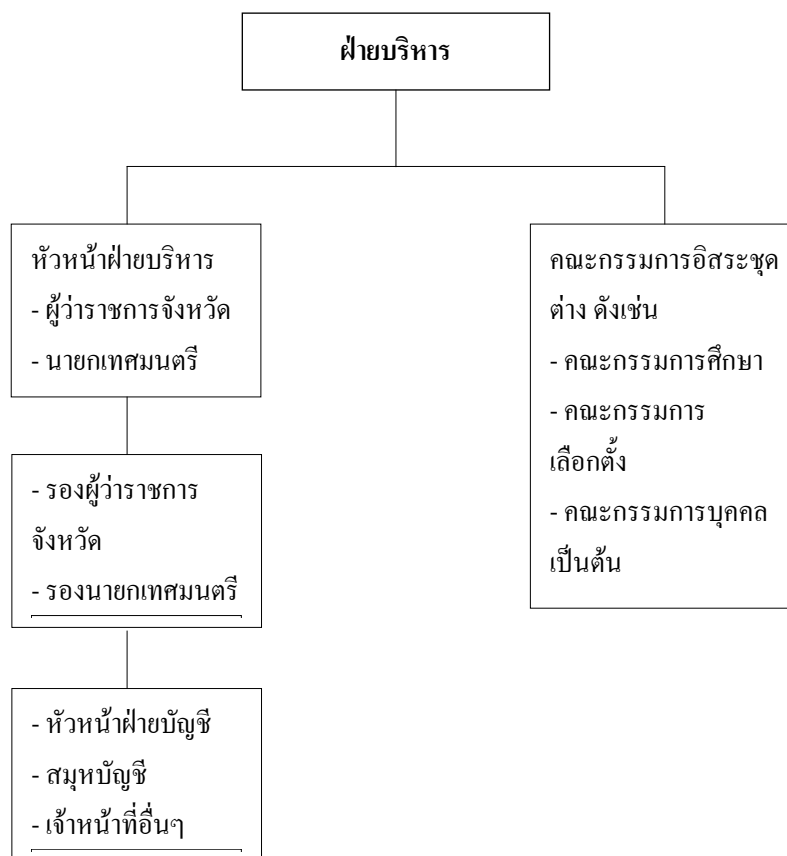 ฝ่ายบริหาร
หัวหน้าฝ่ายบริหาร
- ผู้ว่าราชการจังหวัด
- นายกเทศมนตรี
คณะกรรมการอิสระชุด
ต่าง ดังเช่น
- คณะกรรมการศึกษา
- คณะกรรมการ
เลือกตั้ง
- คณะกรรมการบุคคล
เป็นต้น
- รองผู้ว่าราชการ
จังหวัด
- รองนายกเทศมนตรี
- หัวหน้าฝ่ายบัญชี
- สมุหบัญชี
- เจ้าหน้าที่อื่นๆ